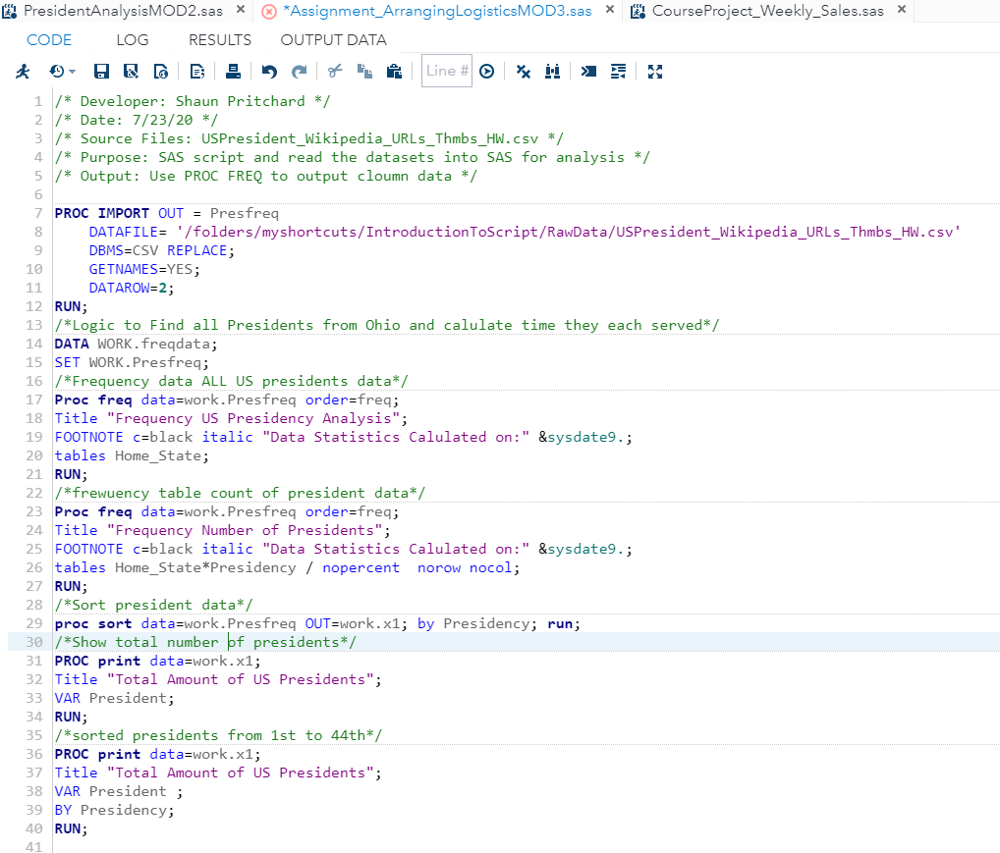 PresidentAnalysisMOD2.sas × *Assignment_ArrangingLogisticsMOD3.sas × CourseProject_Weekly_Sales.sas ×
CODE LOG RESULTS OUTPUT DATA
Line #
1 /* Developer: Shaun Pritchard */
2 /* Date: 7/23/20 */
3 /* Source Files: USPresident_Wikipedia_URLs_Thmbs_HW.csv */
4 /* Purpose: SAS script and read the datasets into SAS for analysis */
5 /* Output: Use PROC FREQ to output cloumn data */
6
7 PROC IMPORT OUT = Presfreq
8     DATAFILE= '/folders/myshortcuts/IntroductionToScript/RawData/USPresident_Wikipedia_URLs_Thmbs_HW.csv'
9     DBMS=CSV REPLACE;
10     GETNAMES=YES;
11     DATAROW=2;
12 RUN;
13 /*Logic to Find all Presidents from Ohio and calulate time they each served*/
14 DATA WORK.freqdata;
15 SET WORK.Presfreq;
16 /*Frequency data ALL US presidents data*/
17 Proc freq data=work.Presfreq order=freq;
18 Title "Frequency US Presidency Analysis";
19 FOOTNOTE c=black italic "Data Statistics Calulated on:" &sysdate9.;
20 tables Home_State;
21 RUN;
22 /*frewuency table count of president data*/
23 Proc freq data=work.Presfreq order=freq;
24 Title "Frequency Number of Presidents";
25 FOOTNOTE c=black italic "Data Statistics Calulated on:" &sysdate9.;
26 tables Home_State*Presidency / nopercent  norow nocol;
27 RUN;
28 /*Sort president data*/
29 proc sort data=work.Presfreq OUT=work.x1; by Presidency; run;
30 /*Show total number of presidents*/
31 PROC print data=work.x1;
32 Title "Total Amount of US Presidents";
33 VAR President;
34 RUN;
35 /*sorted presidents from 1st to 44th*/
36 PROC print data=work.x1;
37 Title "Total Amount of US Presidents";
38 VAR President ;
39 BY Presidency;
40 RUN;
41